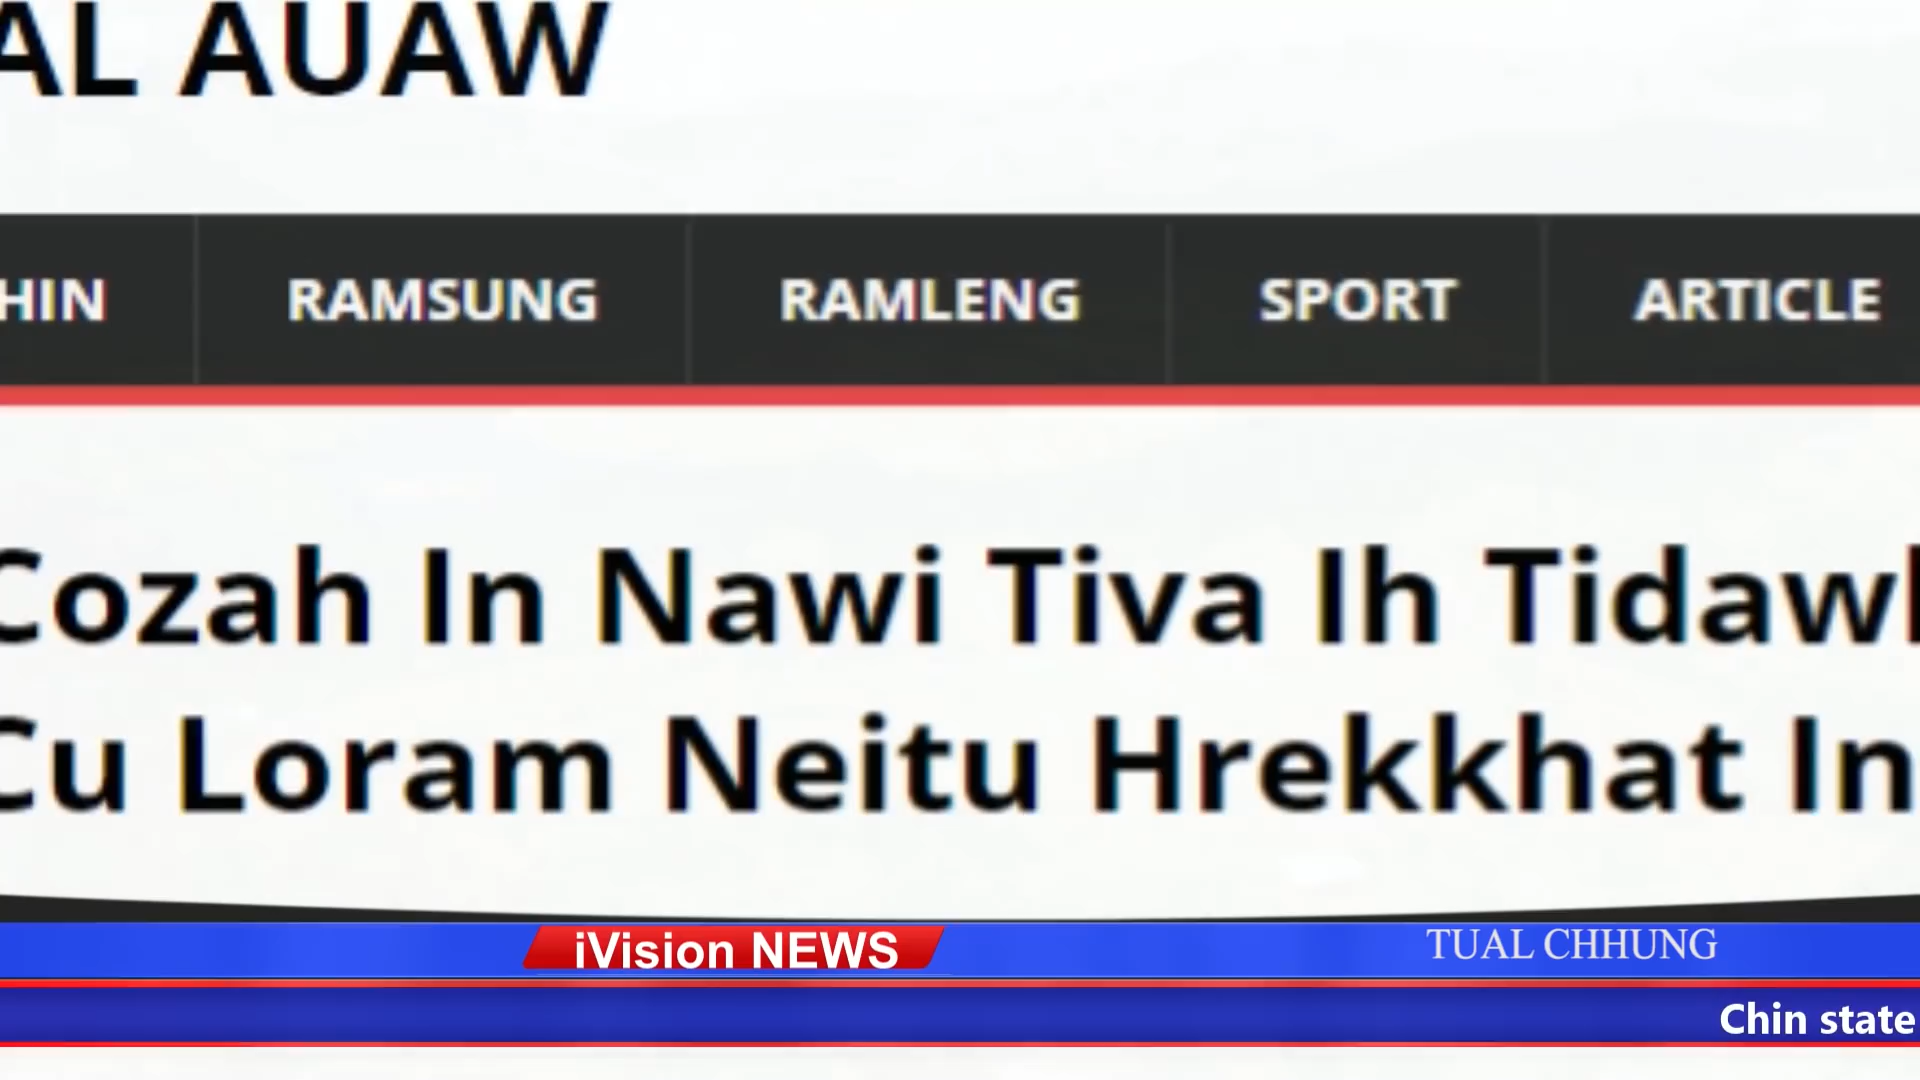 AL AUAW
HIN RAMSUNG RAMLENG SPORT ARTICLE
Cozah In Nawi Tiva Ih
Cu Loram Neitu Hrekkhat In
iVision NEWS
TUAL CHHUNG
Chin state